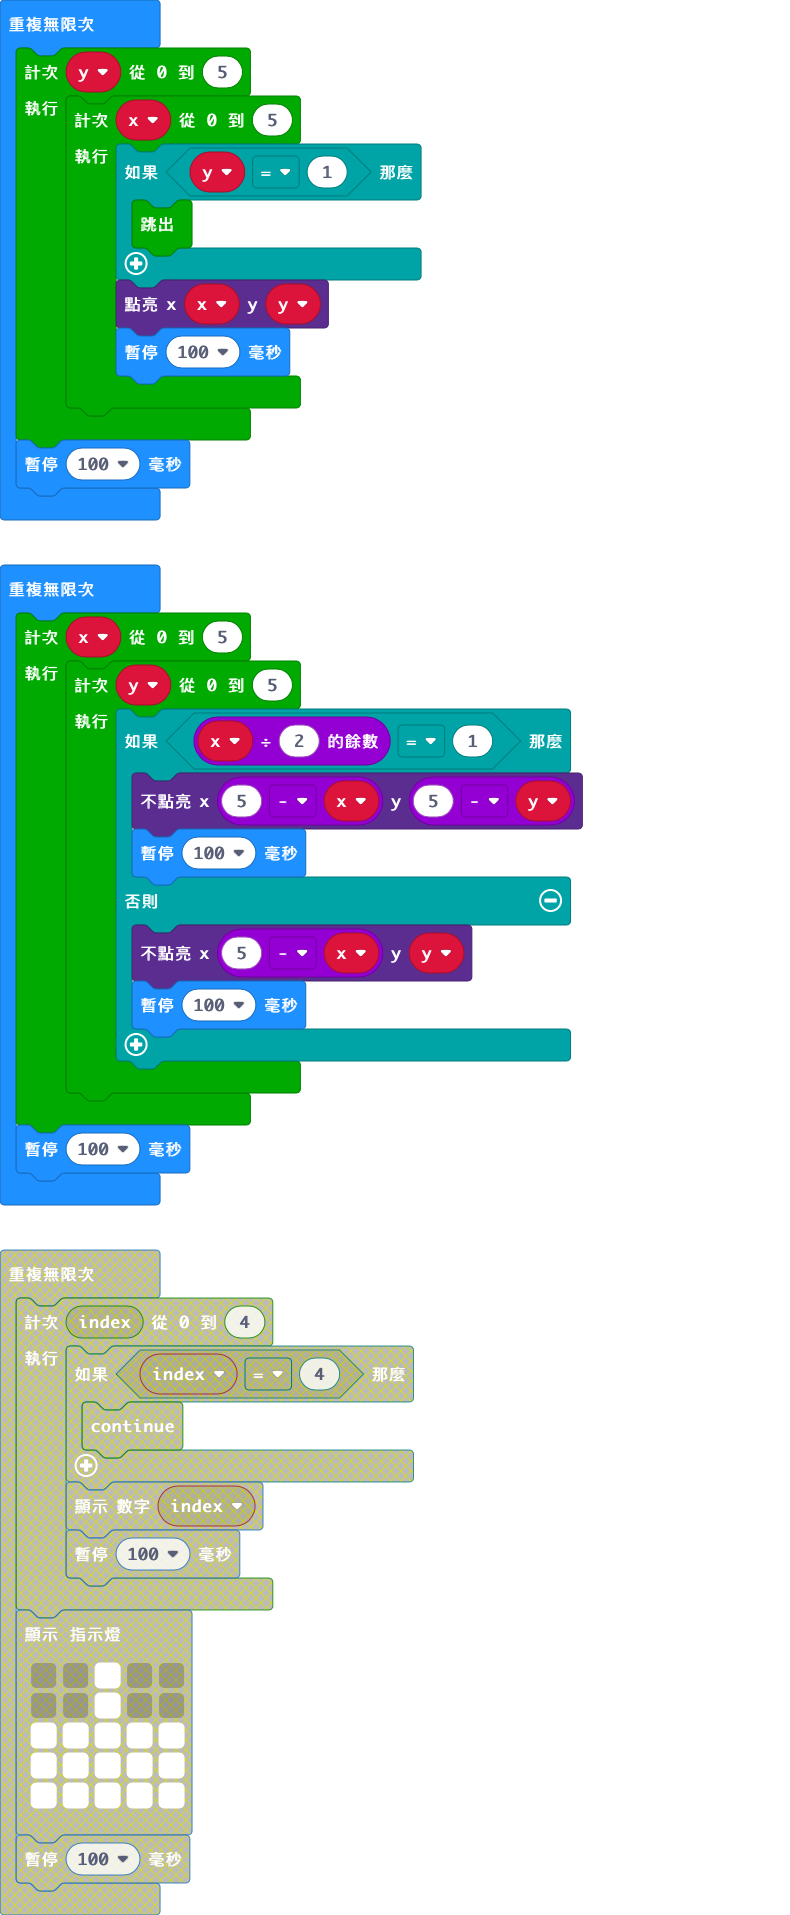 重複無限次
計次 y 從 0 到 5
執行 計次 x 從 0 到 5
執行 如果 y = 1 那麼
跳出
點亮 x x y y
暫停 100 毫秒
暫停 100 毫秒
重複無限次
計次 x 從 0 到 5
執行 計次 y 從 0 到 5
執行 如果 x ÷ 2 的餘數 = 1 那麼
不點亮 x 5 - x y 5 - y
暫停 100 毫秒
否則
不點亮 x 5 - x y y
暫停 100 毫秒
暫停 100 毫秒
重複無限次
計次 index 從 0 到 4
執行 如果 index = 4 那麼
continue
顯示 數字 index
暫停 100 毫秒
顯示 指示燈
暫停 100 毫秒